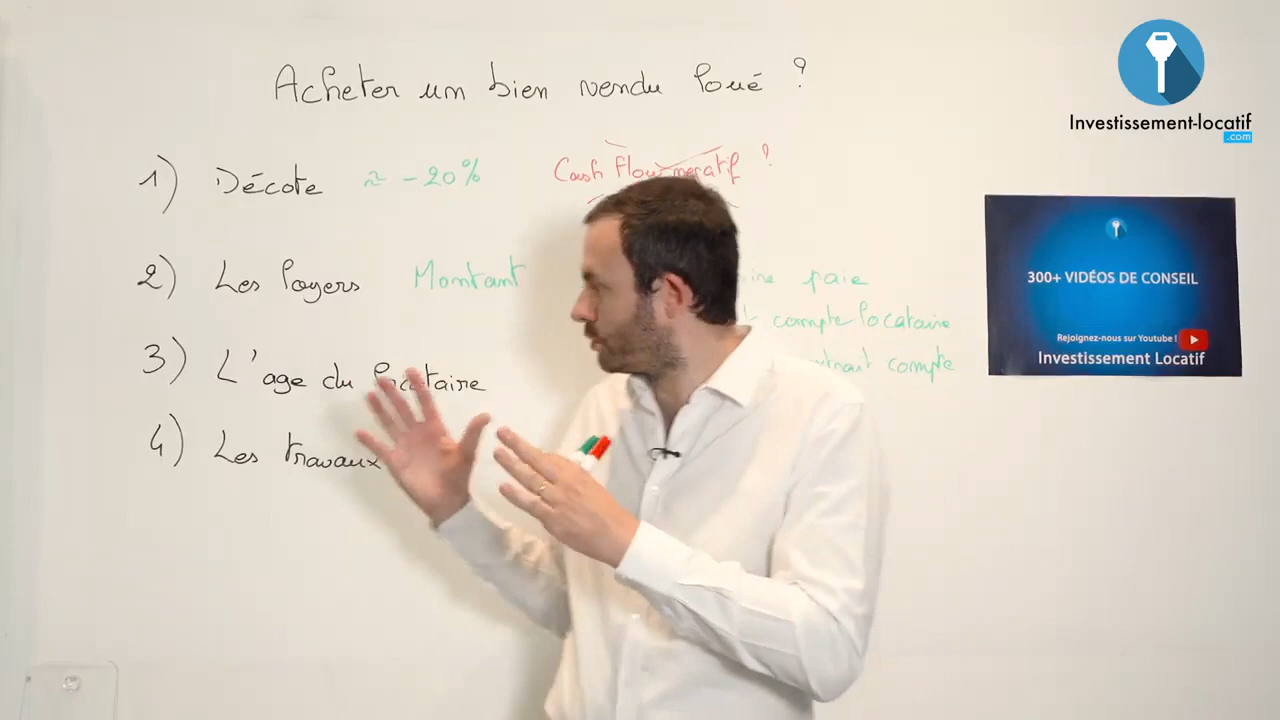 Acheter un bien vendu loué ?
1) Décote ≈ -20% Cash flow négatif ?
2) Les loyers Montant paie
compte locataire
3) L'age du locataire extrait compte
4) Les travaux
Investissement-locatif
.com
300+ VIDÉOS DE CONSEIL
Rejoignez-nous sur Youtube !
Investissement Locatif